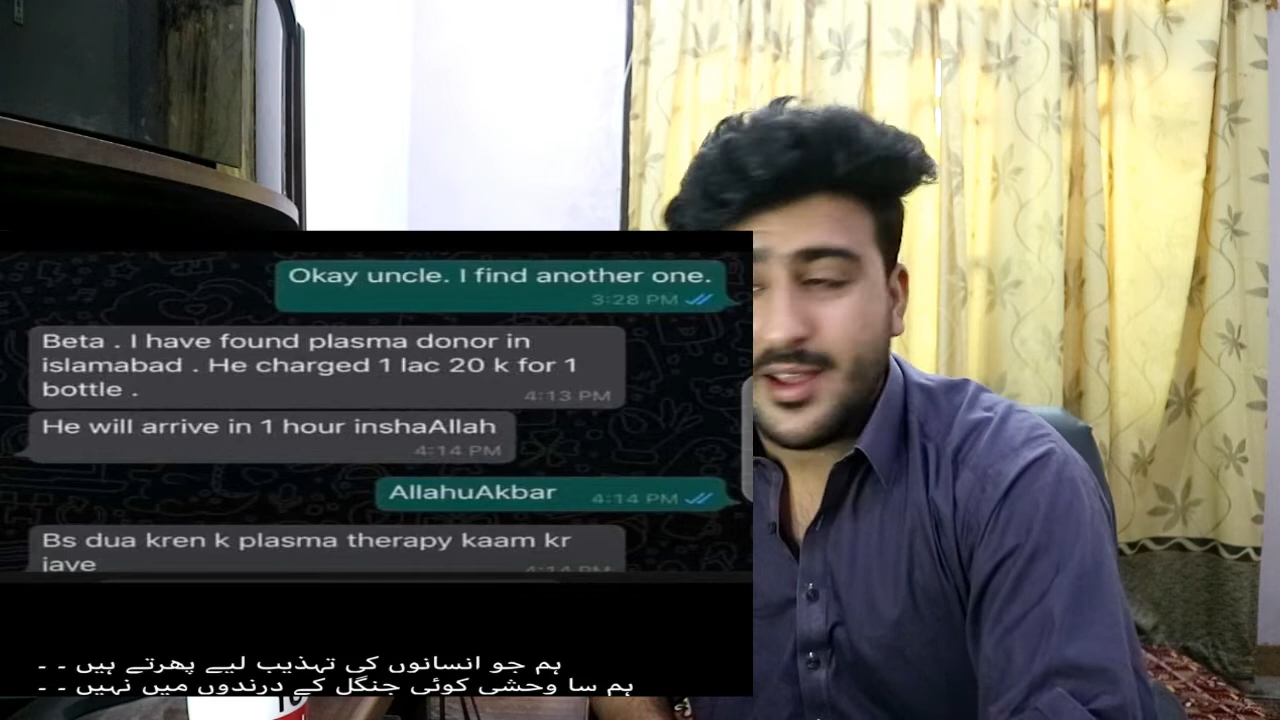 Okay uncle. I find another one.
3:28 PM
Beta . I have found plasma donor in
islamabad . He charged 1 lac 20 k for 1
bottle .
4:13 PM
He will arrive in 1 hour inshaAllah
4:14 PM
AllahuAkbar 4:14 PM
Bs dua kren k plasma therapy kaam kr
jave 4:14 PM
ہم جو انسانوں کی تہذیب لیے پھرتے ہیں ۔ ۔
ہم سا وحشی کوئی جنگل کے درندوں میں نہیں ۔ ۔